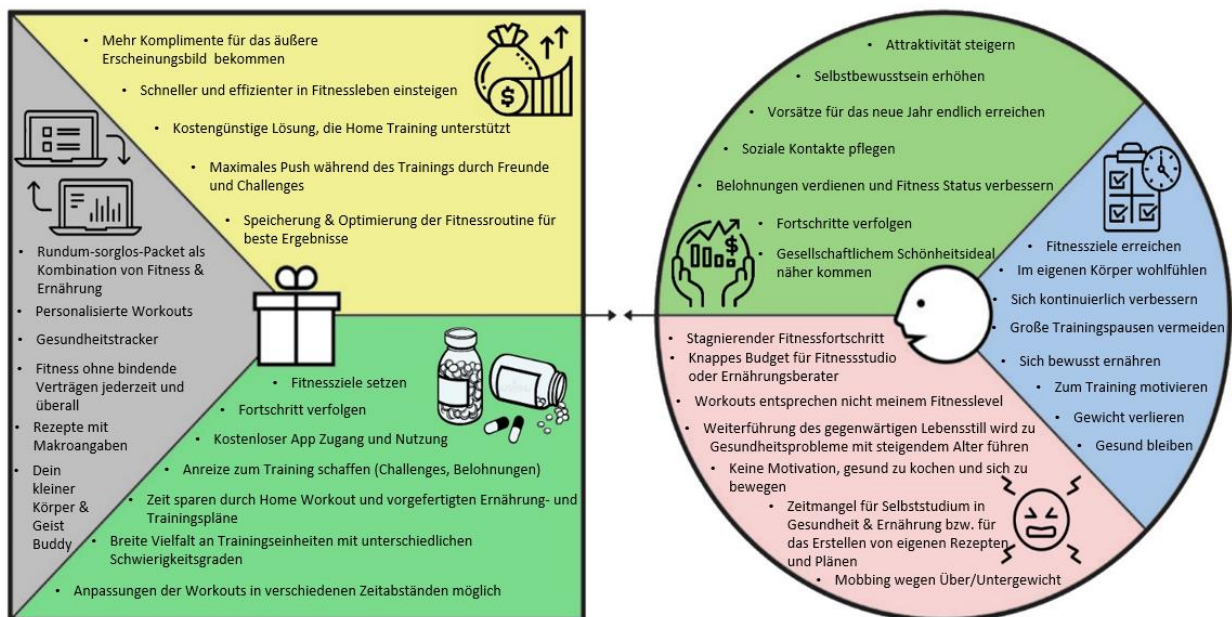 • Mehr Komplimente für das äußere
Erscheinungsbild bekommen
• Schneller und effizienter in Fitnessleben einsteigen
• Kostengünstige Lösung, die Home Training unterstützt
• Maximales Push während des Trainings durch Freunde
und Challenges
• Speicherung & Optimierung der Fitnessroutine für
beste Ergebnisse
• Rundum-sorglos-Packet als
Kombination von Fitness &
Ernährung
• Personalisierte Workouts
• Gesundheitstracker
• Fitness ohne bindende
Verträgen jederzeit und
überall
• Rezepte mit
Makroangaben
• Dein
kleiner
Körper &
Geist
Buddy
• Fitnessziele setzen
• Fortschritt verfolgen
• Kostenloser App Zugang und Nutzung
• Anreize zum Training schaffen (Challenges, Belohnungen)
• Zeit sparen durch Home Workout und vorgefertigten Ernährung- und
Trainingspläne
• Breite Vielfalt an Trainingseinheiten mit unterschiedlichen
Schwierigkeitsgraden
• Anpassungen der Workouts in verschiedenen Zeitabständen möglich
• Attraktivität steigern
• Selbstbewusstsein erhöhen
• Vorsätze für das neue Jahr endlich erreichen
• Soziale Kontakte pflegen
• Belohnungen verdienen und Fitness Status verbessern
• Fortschritte verfolgen
• Gesellschaftlichem Schönheitsideal
näher kommen
• Fitnessziele erreichen
• Im eigenen Körper wohlfühlen
• Sich kontinuierlich verbessern
• Große Trainingspausen vermeiden
• Sich bewusst ernähren
• Zum Training motivieren
• Gewicht verlieren
• Gesund bleiben
• Stagnierender Fitnessfortschritt
• Knappes Budget für Fitnessstudio
oder Ernährungsberater
• Workouts entsprechen nicht meinem Fitnesslevel
• Weiterführung des gegenwärtigen Lebensstill wird zu
Gesundheitsprobleme mit steigendem Alter führen
• Keine Motivation, gesund zu kochen und sich zu
bewegen
• Zeitmangel für Selbststudium in
Gesundheit & Ernährung bzw. für
das Erstellen von eigenen Rezepten
und Plänen
• Mobbing wegen Über/Untergewicht